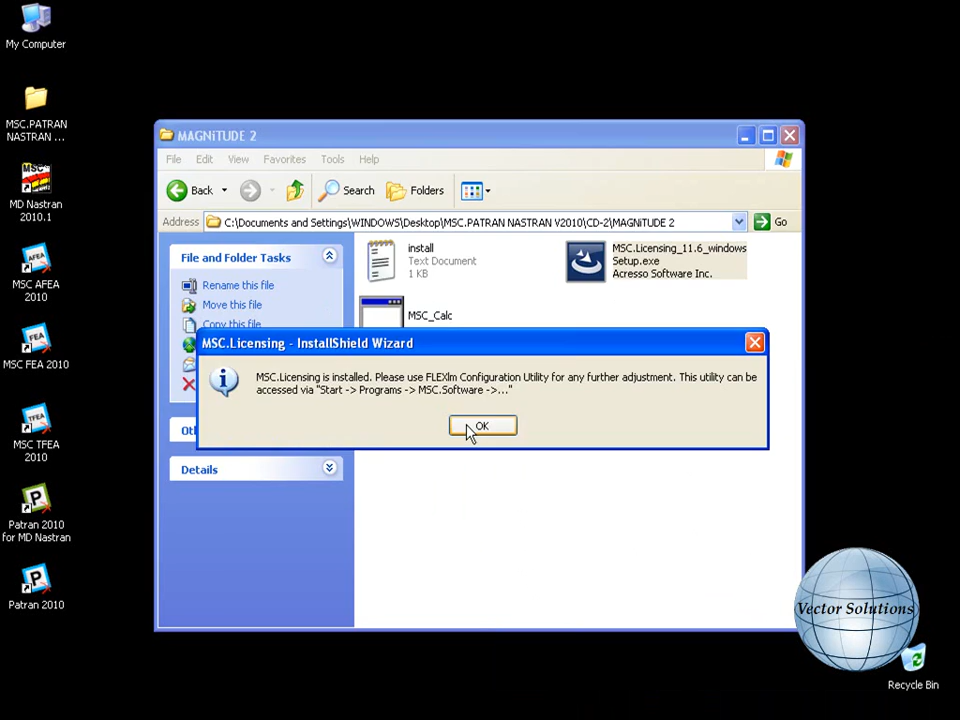 My Computer
MSC.PATRAN
NASTRAN ...
MSC
MD Nastran
2010.1
AFEA
MSC AFEA
2010
FEA
MSC FEA 2010
TFEA
MSC TFEA
2010
P
Patran 2010
for MD Nastran
P
Patran 2010
MAGNiTUDE 2
File Edit View Favorites Tools Help
Back Search Folders
Address C:\Documents and Settings\WINDOWS\Desktop\MSC.PATRAN NASTRAN V2010\CD-2\MAGNiTUDE 2 Go
File and Folder Tasks
Rename this file
Move this file
Copy this file
Details
install
Text Document
1 KB
MSC.Licensing_11.6_windows
Setup.exe
Acresso Software Inc.
MSC_Calc
MSC.Licensing - InstallShield Wizard
MSC.Licensing is installed. Please use FLEXlm Configuration Utility for any further adjustment. This utility can be
accessed via "Start -> Programs -> MSC.Software ->..."
OK
Vector Solutions
Recycle Bin